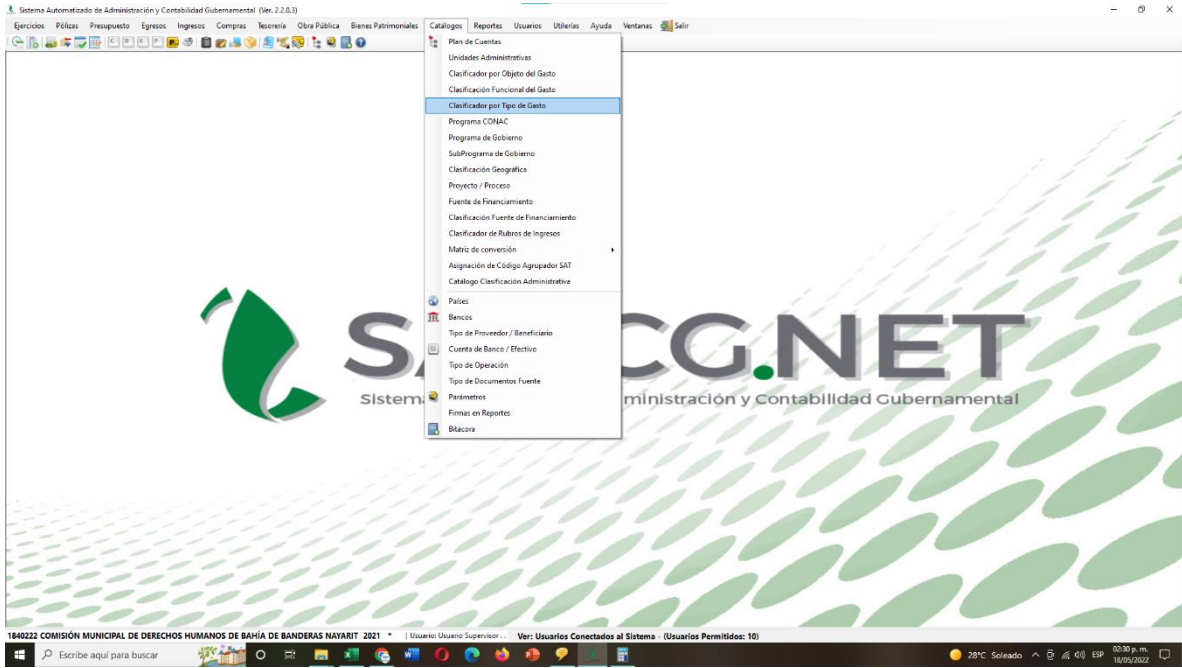 Sistema Automatizado de Administración y Contabilidad Gubernamental (Ver. 2.2.0.3)
Ejercicios Pólizas Presupuesto Egresos Ingresos Compras Tesorería Obra Pública Bienes Patrimoniales Catálogos Reportes Usuarios Utilerías Ayuda Ventanas Salir
Plan de Cuentas
Unidades Administrativas
Clasificador por Objeto del Gasto
Clasificación Funcional del Gasto
Clasificador por Tipo de Gasto
Programa CONAC
Programa de Gobierno
SubPrograma de Gobierno
Clasificación Geográfica
Proyecto / Proceso
Fuente de Financiamiento
Clasificación Fuente de Financiamiento
Clasificador de Rubros de Ingresos
Matriz de conversión
Asignación de Código Agrupador SAT
Catálogo Clasificación Administrativa
Países
Bancos
Tipo de Proveedor / Beneficiario
Cuenta de Banco / Efectivo
Tipo de Operación
Tipo de Documentos Fuente
Parámetros
Firmas en Reportes
Bitácora
S CG.NET
Sistema ministración y Contabilidad Gubernamental
1840222 COMISIÓN MUNICIPAL DE DERECHOS HUMANOS DE BAHÍA DE BANDERAS NAYARIT 2021 * | Usuario: Usuario Supervisor . . Ver: Usuarios Conectados al Sistema - (Usuarios Permitidos: 10)
Escribe aquí para buscar
28°C Soleado ESP 02:30 p. m.
18/05/2022